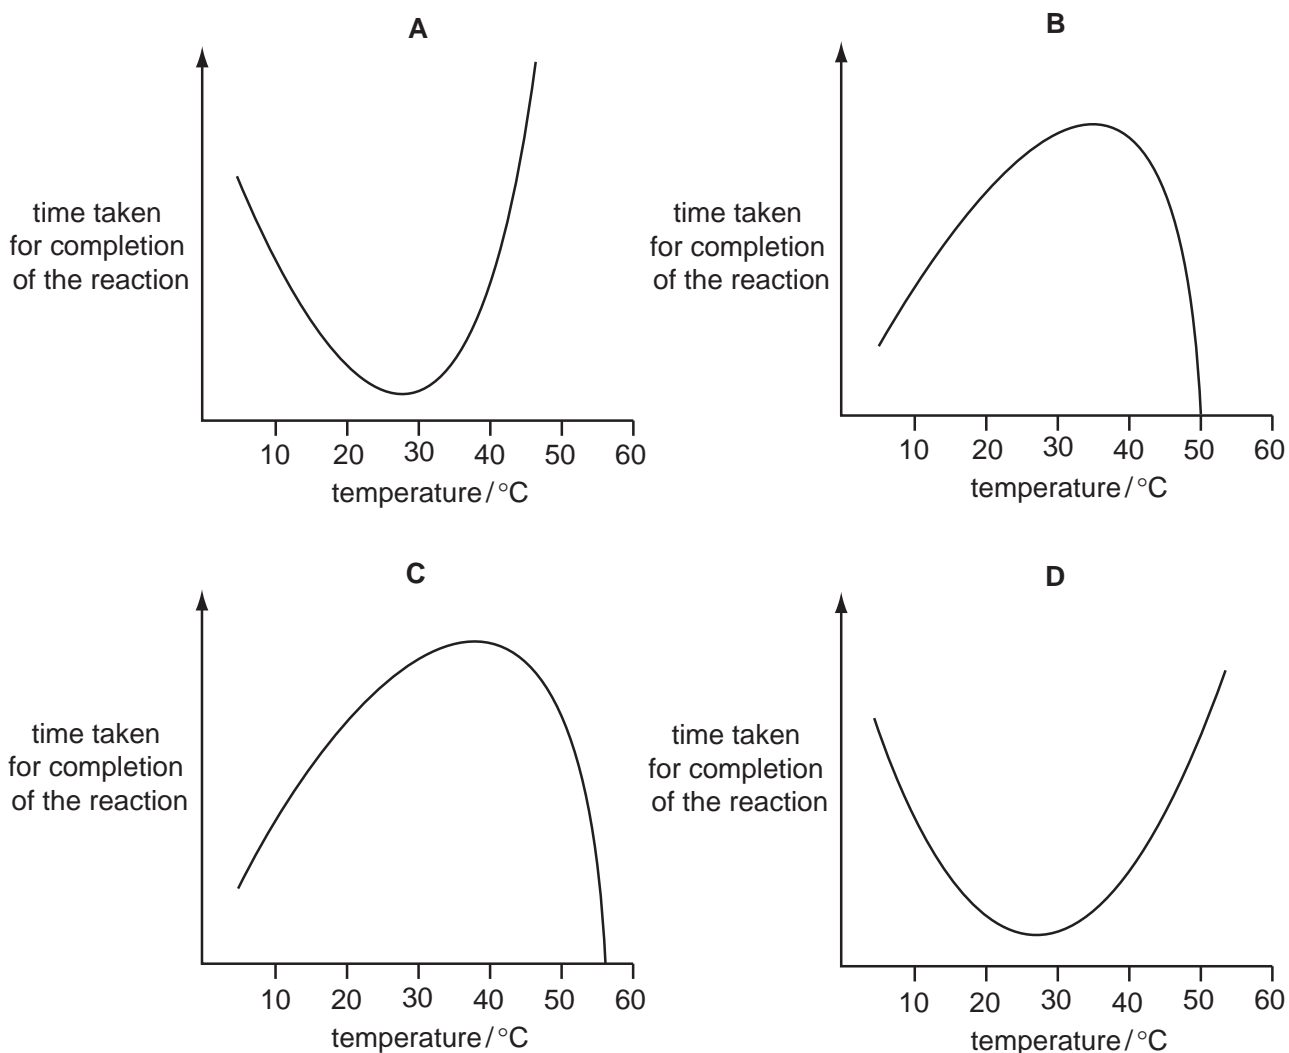 A
time taken
for completion
of the reaction
10 20 30 40 50 60
temperature / °C
B
time taken
for completion
of the reaction
10 20 30 40 50 60
temperature / °C
C
time taken
for completion
of the reaction
10 20 30 40 50 60
temperature / °C
D
time taken
for completion
of the reaction
10 20 30 40 50 60
temperature / °C